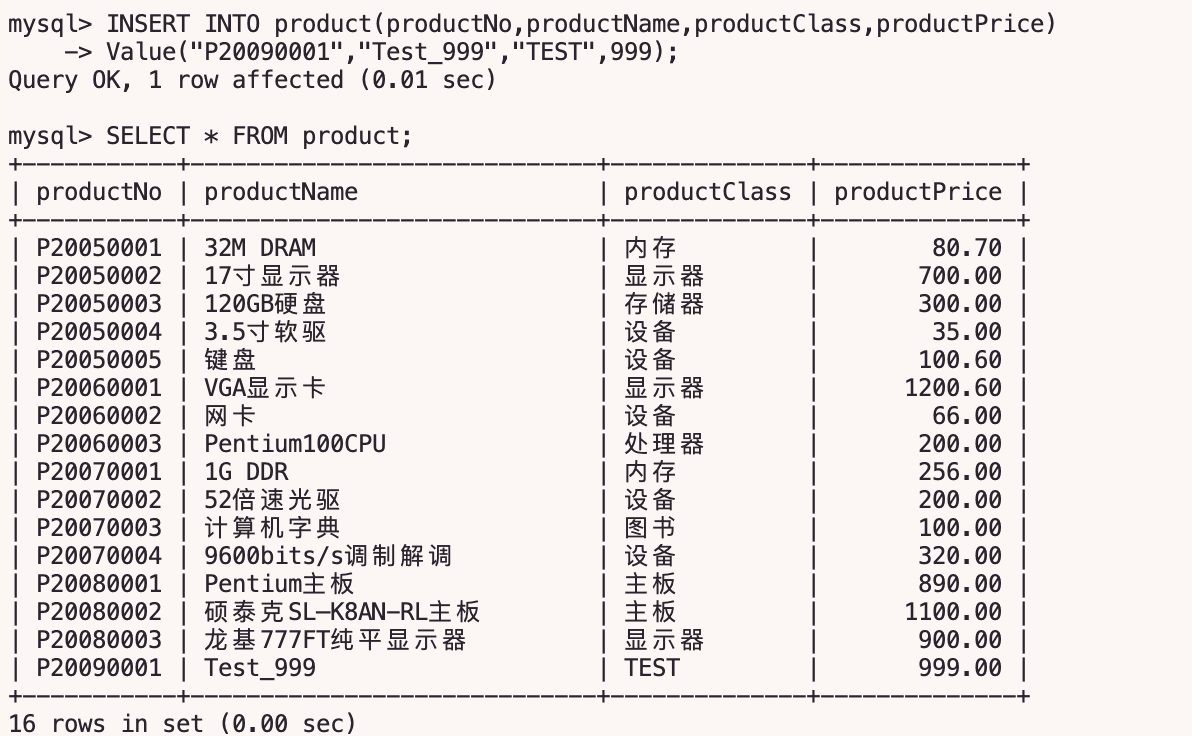 mysql> INSERT INTO product(productNo,productName,productClass,productPrice)
    -> Value("P20090001","Test_999","TEST",999);
Query OK, 1 row affected (0.01 sec)

mysql> SELECT * FROM product;
+-----------+-----------------------------+--------------+--------------+
| productNo | productName                 | productClass | productPrice |
+-----------+-----------------------------+--------------+--------------+
| P20050001 | 32M DRAM                    | 内存         |        80.70 |
| P20050002 | 17寸显示器                  | 显示器       |       700.00 |
| P20050003 | 120GB硬盘                   | 存储器       |       300.00 |
| P20050004 | 3.5寸软驱                   | 设备         |        35.00 |
| P20050005 | 键盘                        | 设备         |       100.60 |
| P20060001 | VGA显示卡                   | 显示器       |      1200.60 |
| P20060002 | 网卡                        | 设备         |        66.00 |
| P20060003 | Pentium100CPU               | 处理器       |       200.00 |
| P20070001 | 1G DDR                      | 内存         |       256.00 |
| P20070002 | 52倍速光驱                  | 设备         |       200.00 |
| P20070003 | 计算机字典                  | 图书         |       100.00 |
| P20070004 | 9600bits/s调制解调          | 设备         |       320.00 |
| P20080001 | Pentium主板                 | 主板         |       890.00 |
| P20080002 | 硕泰克SL-K8AN-RL主板        | 主板         |      1100.00 |
| P20080003 | 龙基777FT纯平显示器         | 显示器       |       900.00 |
| P20090001 | Test_999                    | TEST         |       999.00 |
+-----------+-----------------------------+--------------+--------------+
16 rows in set (0.00 sec)